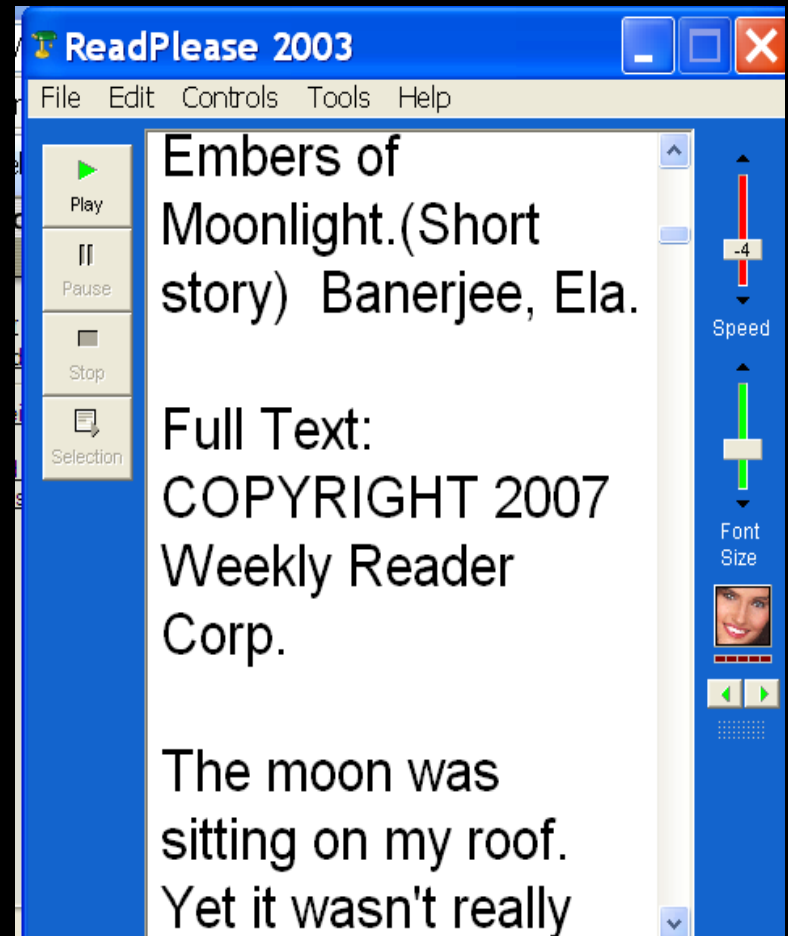 ReadPlease 2003
File Edit Controls Tools Help
Play
Pause
Stop
Selection
Embers of
Moonlight.(Short
story)  Banerjee, Ela.
Full Text:
COPYRIGHT 2007
Weekly Reader
Corp.
The moon was
sitting on my roof.
Yet it wasn't really
-4
Speed
Font
Size